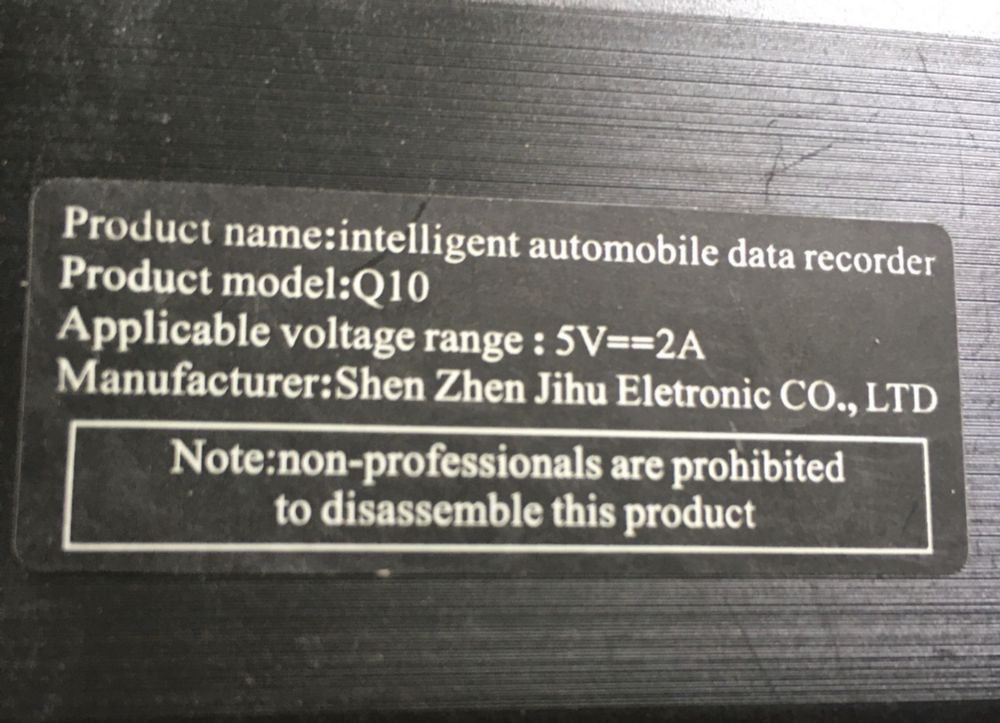 Product name:intelligent automobile data recorder
Product model:Q10
Applicable voltage range : 5V==2A
Manufacturer:Shen Zhen Jihu Eletronic CO., LTD
Note:non-professionals are prohibited
to disassemble this product